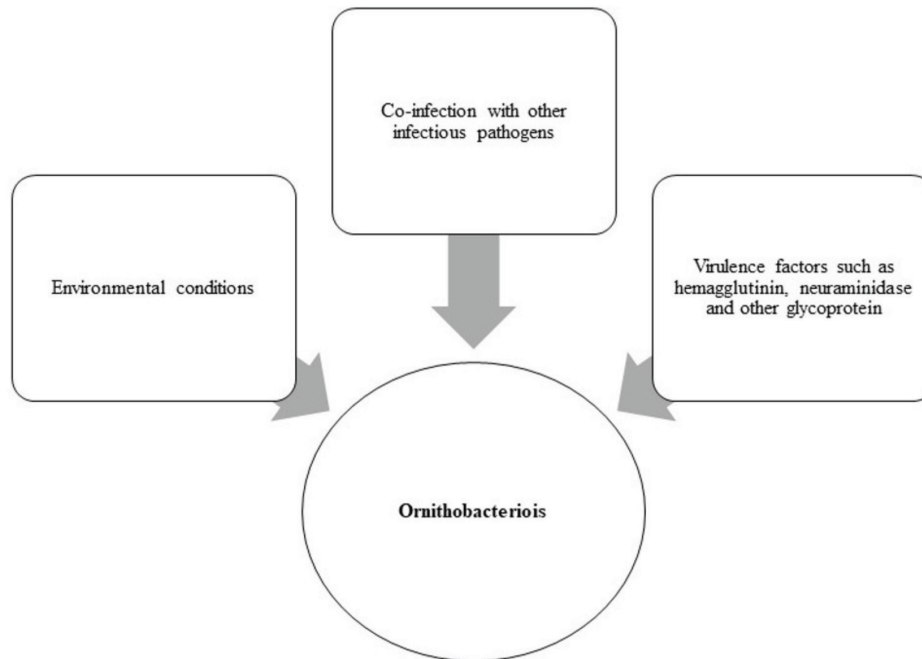 Co-infection with other
infectious pathogens
Environmental conditions
Virulence factors such as
hemagglutinin, neuraminidase
and other glycoprotein
Ornithobacteriois